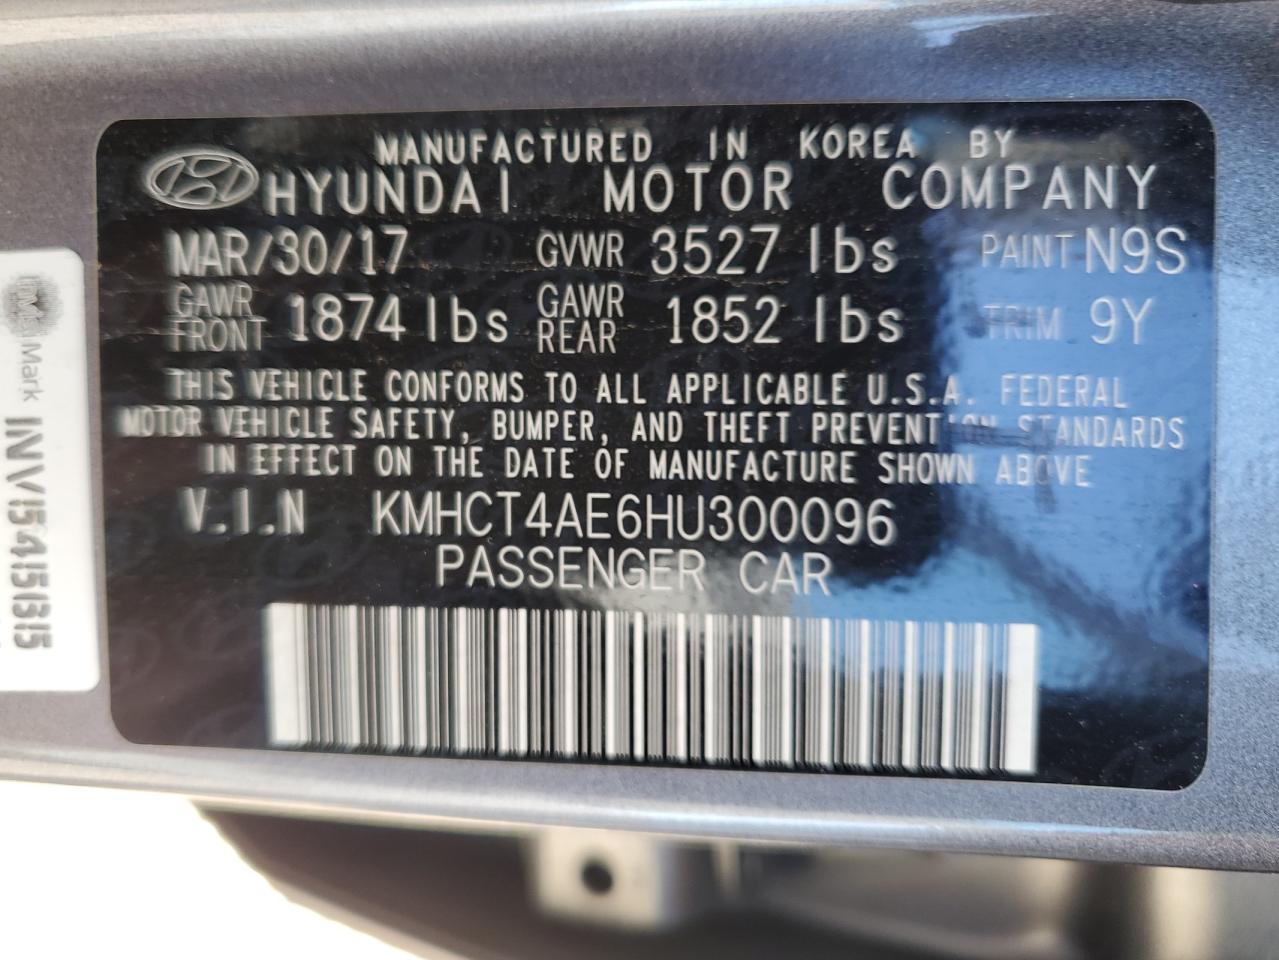 MANUFACTURED IN KOREA BY
HYUNDAI MOTOR COMPANY
MAR/30/17 GVWR 3527 lbs PAINT N9S
GAWR FRONT 1874 lbs GAWR REAR 1852 lbs TRIM 9Y
THIS VEHICLE CONFORMS TO ALL APPLICABLE U.S.A. FEDERAL
MOTOR VEHICLE SAFETY, BUMPER, AND THEFT PREVENTION STANDARDS
IN EFFECT ON THE DATE OF MANUFACTURE SHOWN ABOVE
V.I.N KMHCT4AE6HU300096
PASSENGER CAR
Mark